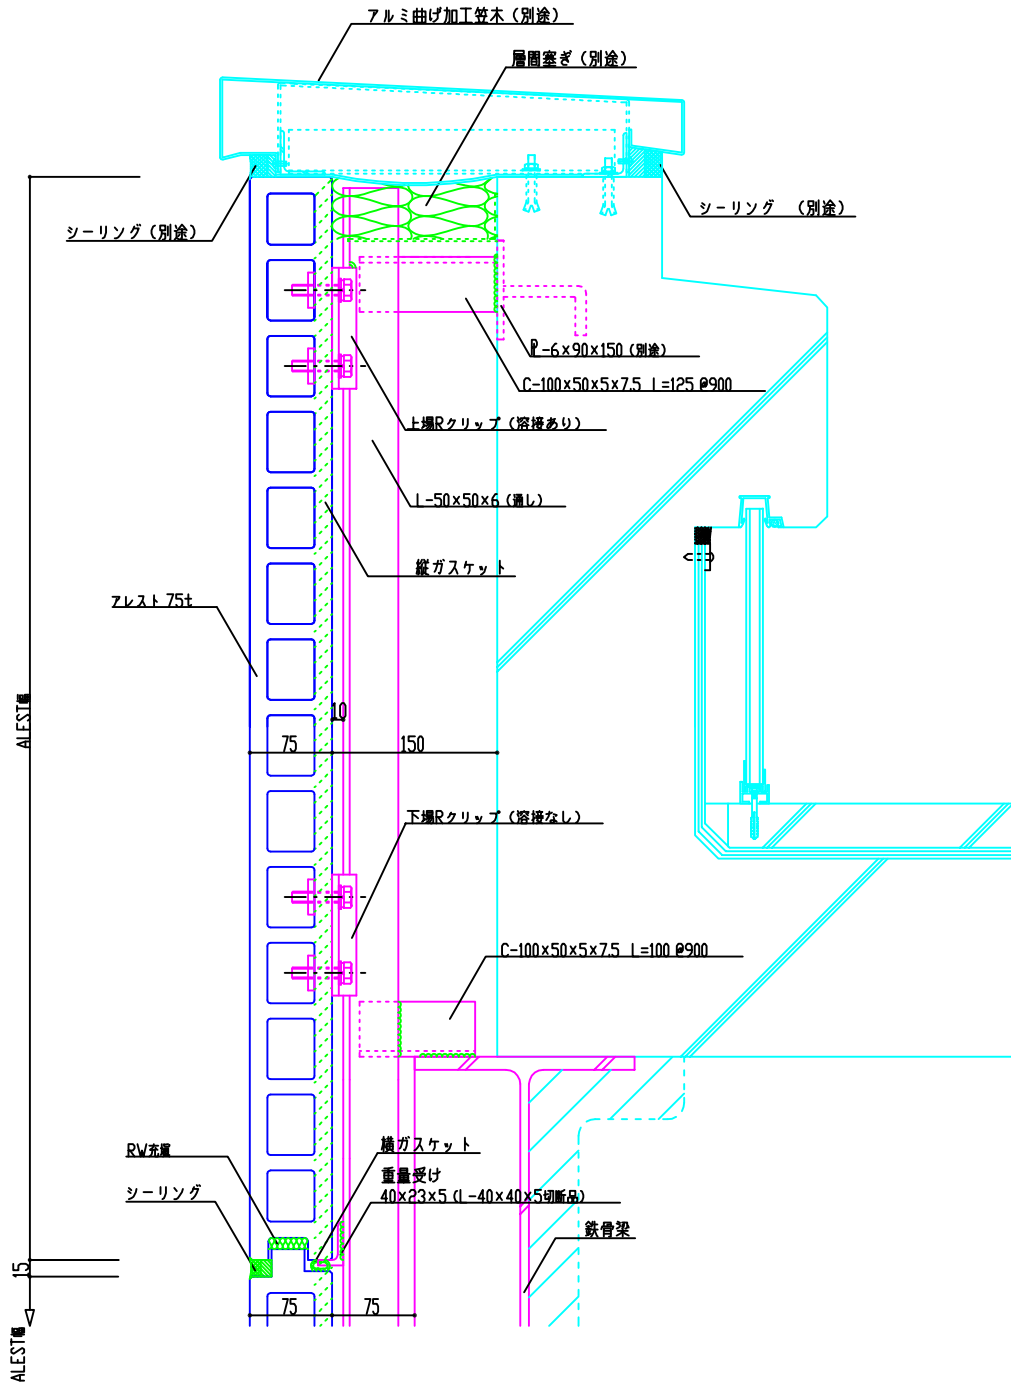 アルミ曲げ加工笠木（別途）
層間塞ぎ（別途）
シーリング（別途）
シーリング （別途）
PL-6×90×150（別途）
C-100×50×5×7.5 L=125 @900
上場Rクリップ（溶接あり）
L-50×50×6（通し）
縦ガスケット
アレスト 75t
ALEST幅
10
75
150
下場Rクリップ（溶接なし）
C-100×50×5×7.5 L=100 @900
RW充填
横ガスケット
重量受け
40×23×5（L-40×40×5切断品）
シーリング
鉄骨梁
15
75
75
ALEST幅